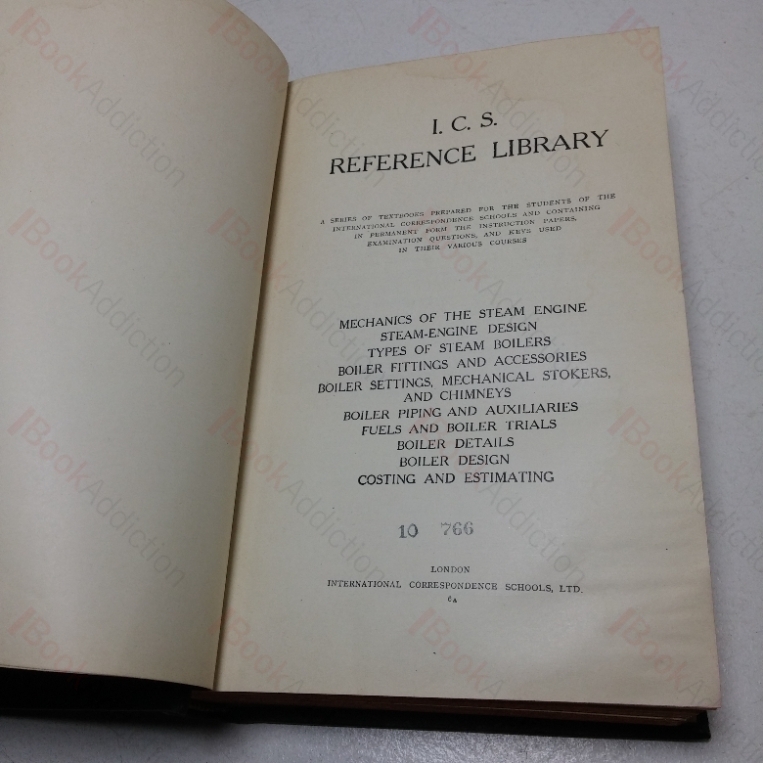 I. C. S.
REFERENCE LIBRARY
A SERIES OF TEXTBOOKS PREPARED FOR THE STUDENTS OF THE
INTERNATIONAL CORRESPONDENCE SCHOOLS AND CONTAINING
IN PERMANENT FORM THE INSTRUCTION PAPERS,
EXAMINATION QUESTIONS, AND KEYS USED
IN THEIR VARIOUS COURSES
MECHANICS OF THE STEAM ENGINE
STEAM-ENGINE DESIGN
TYPES OF STEAM BOILERS
BOILER FITTINGS AND ACCESSORIES
BOILER SETTINGS, MECHANICAL STOKERS,
AND CHIMNEYS
BOILER PIPING AND AUXILIARIES
FUELS AND BOILER TRIALS
BOILER DETAILS
BOILER DESIGN
COSTING AND ESTIMATING
10 766
LONDON
INTERNATIONAL CORRESPONDENCE SCHOOLS, LTD.
6A
BookAddiction